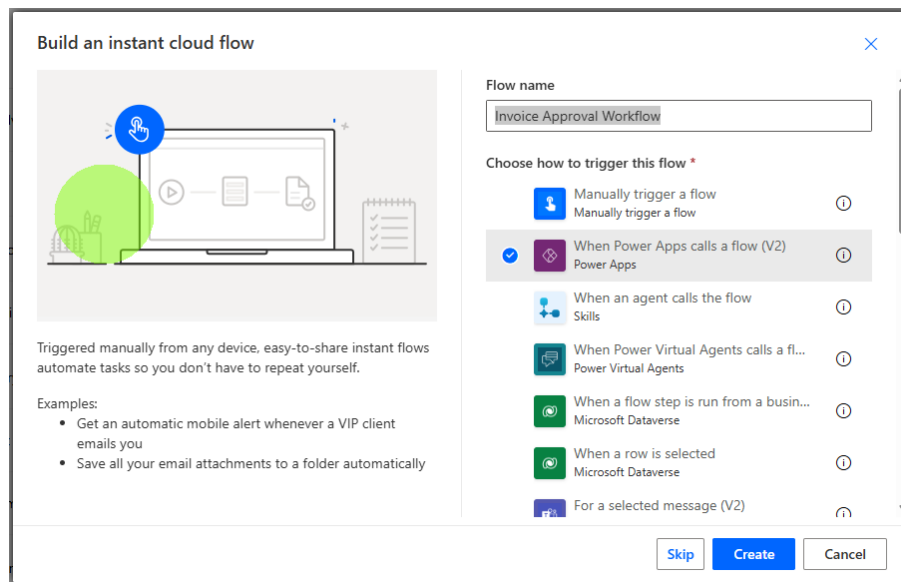 Build an instant cloud flow
Flow name
Invoice Approval Workflow
Choose how to trigger this flow *
Manually trigger a flow
Manually trigger a flow
When Power Apps calls a flow (V2)
Power Apps
When an agent calls the flow
Skills
When Power Virtual Agents calls a fl...
Power Virtual Agents
When a flow step is run from a busin...
Microsoft Dataverse
When a row is selected
Microsoft Dataverse
For a selected message (V2)
Triggered manually from any device, easy-to-share instant flows
automate tasks so you don't have to repeat yourself.
Examples:
• Get an automatic mobile alert whenever a VIP client
emails you
• Save all your email attachments to a folder automatically
Skip
Create
Cancel